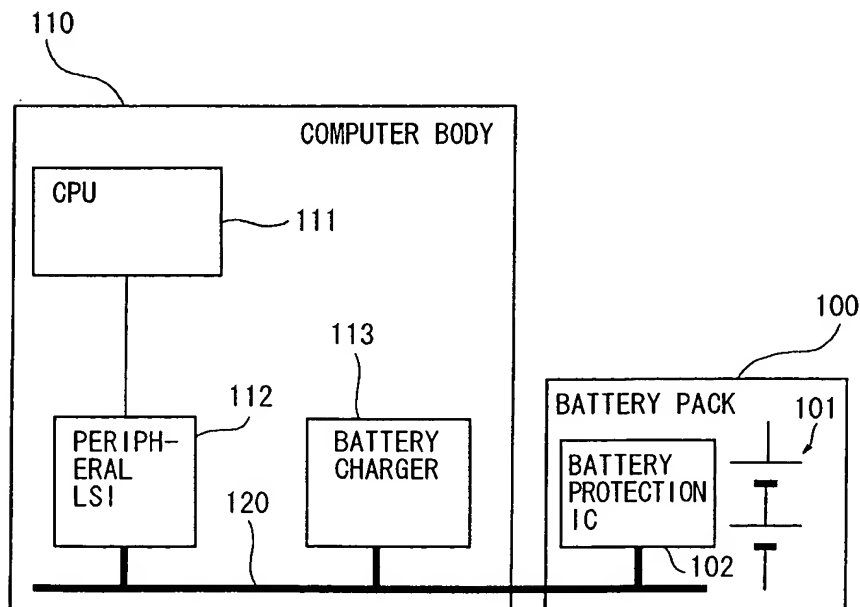 110
COMPUTER BODY
CPU
111
100
113
112
BATTERY PACK
101
PERIPH-
ERAL
LSI
BATTERY
CHARGER
BATTERY
PROTECTION
IC
120
102